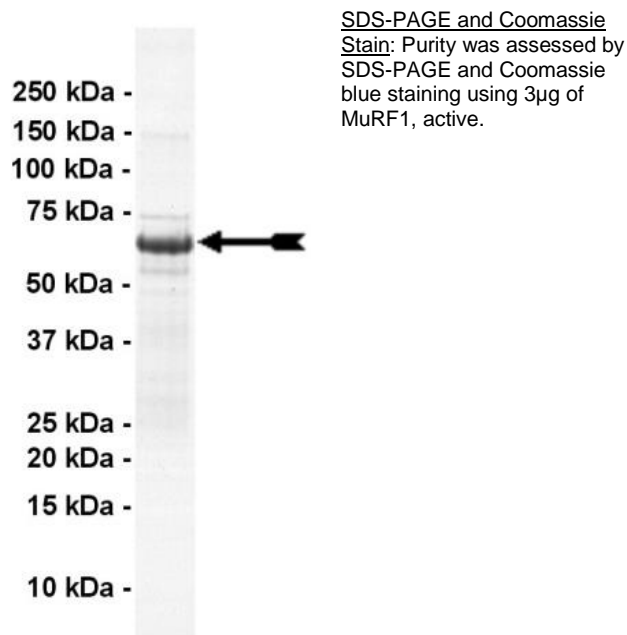 SDS-PAGE and Coomassie
Stain: Purity was assessed by
SDS-PAGE and Coomassie
blue staining using 3µg of
MuRF1, active.
250 kDa -
150 kDa -
100 kDa -
75 kDa -
50 kDa -
37 kDa -
25 kDa -
20 kDa -
15 kDa -
10 kDa -